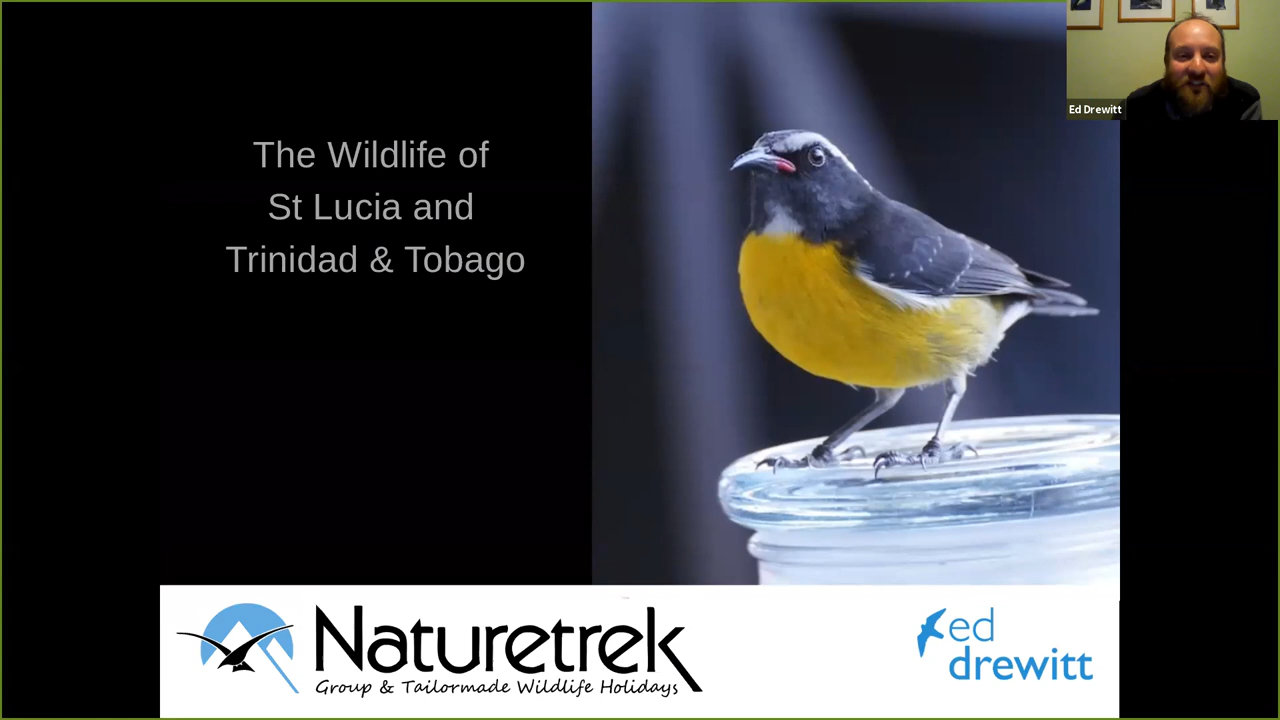 The Wildlife of
St Lucia and
Trinidad & Tobago
Ed Drewitt
Naturetrek
Group & Tailormade Wildlife Holidays
ed
drewitt